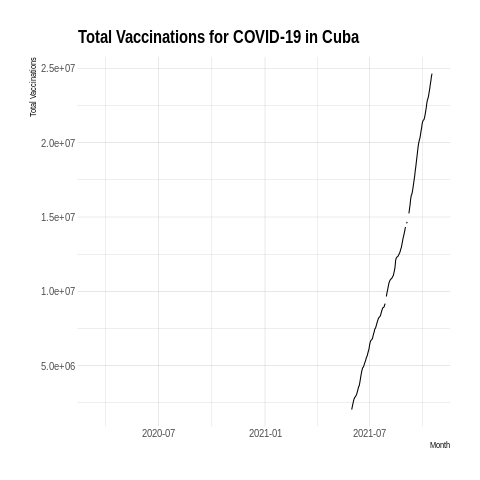 Total Vaccinations for COVID-19 in Cuba
Total Vaccinations
2.5e+07
2.0e+07
1.5e+07
1.0e+07
5.0e+06
2020-07
2021-01
2021-07
Month